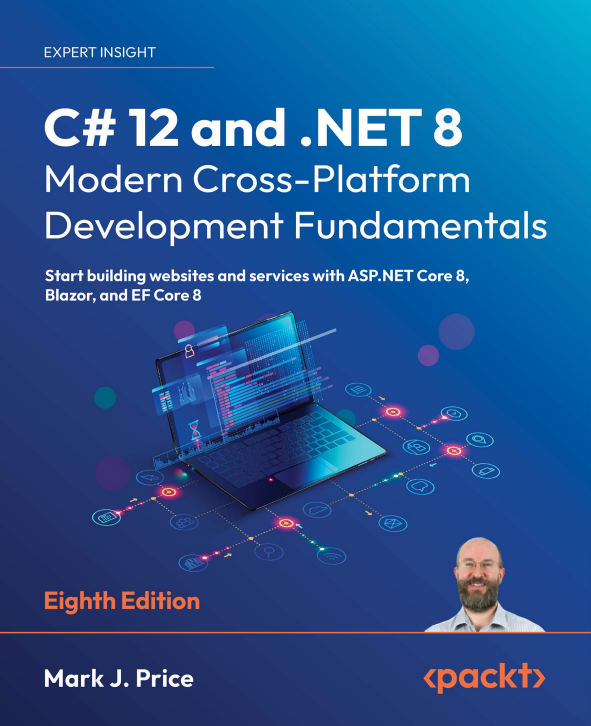 EXPERT INSIGHT
C# 12 and .NET 8
Modern Cross-Platform
Development Fundamentals
Start building websites and services with ASP.NET Core 8,
Blazor, and EF Core 8
Eighth Edition
Mark J. Price
<packt>